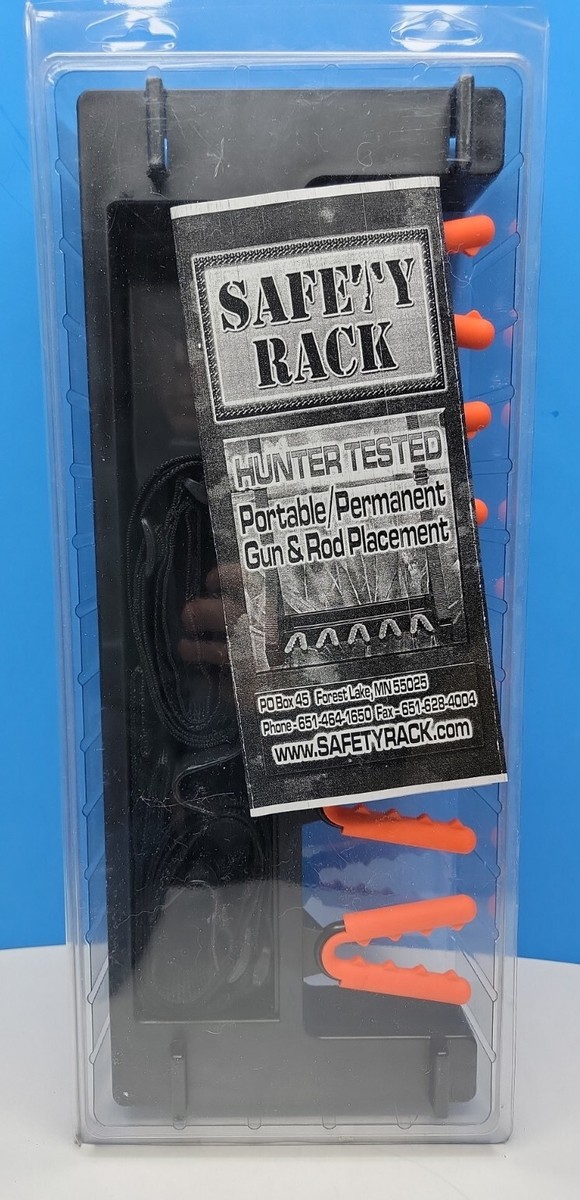 SAFETY
RACK
HUNTER TESTED
Portable/Permanent
Gun & Rod Placement
PO Box 45 Forest Lake, MN 55025
Phone - 651-464-1650 Fax - 651-628-4004
www.SAFETYRACK.com